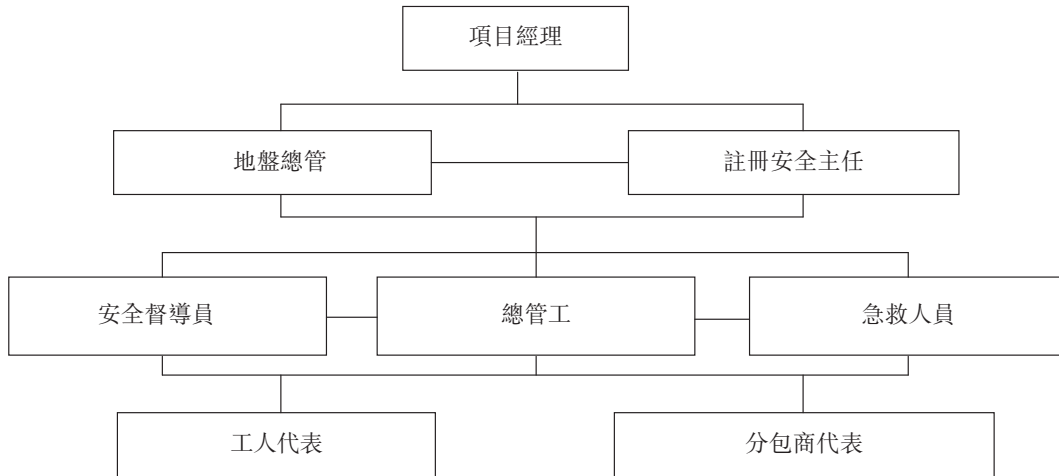 項目經理
地盤總管
註冊安全主任
安全督導員
總管工
急救人員
工人代表
分包商代表